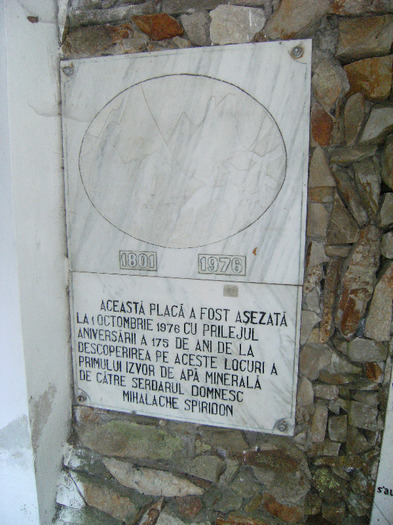 1801 1976
ACEASTĂ PLACĂ A FOST AȘEZATĂ
LA 1 OCTOMBRIE 1976 CU PRILEJUL
ANIVERSĂRII A 175 DE ANI DE LA
DESCOPERIREA PE ACESTE LOCURI A
PRIMULUI IZVOR DE APĂ MINERALĂ
DE CĂTRE SERDARUL DOMNESC
MIHALACHE SPIRIDON